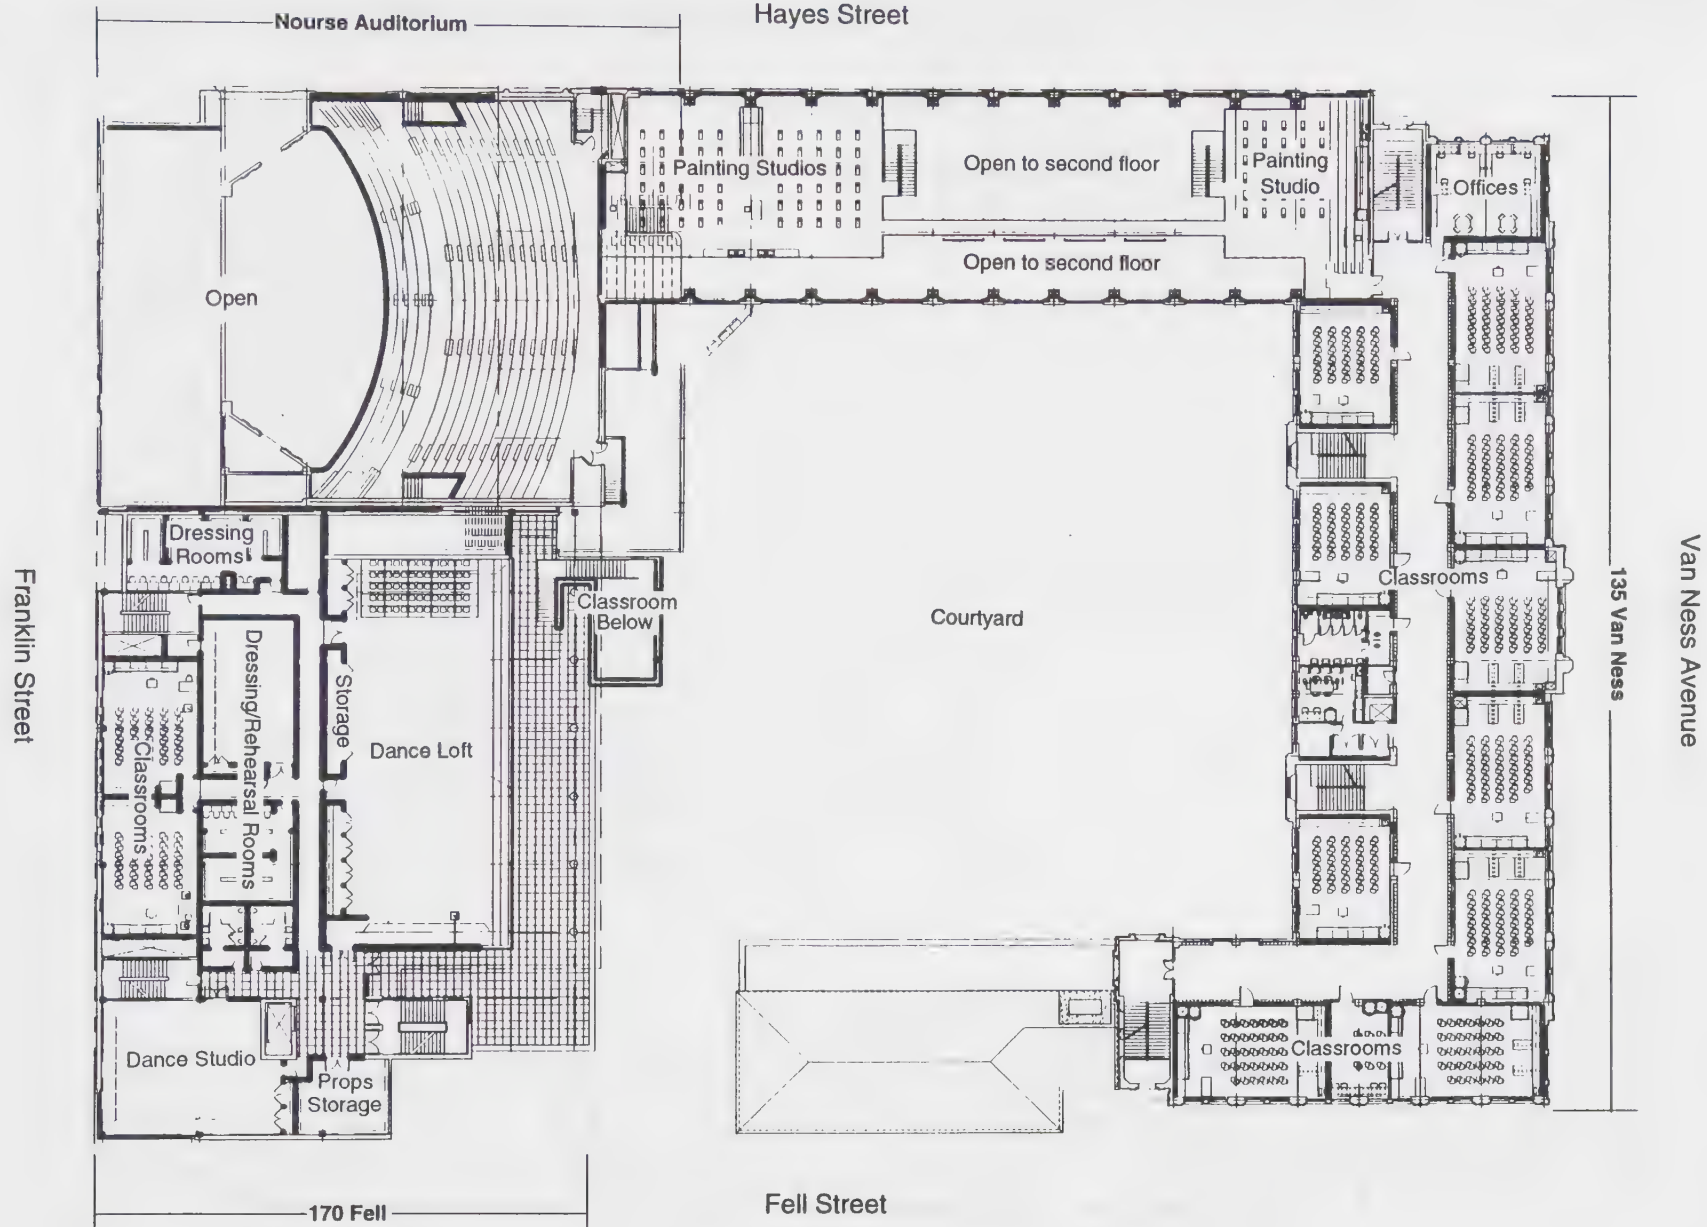 Hayes Street
Nourse Auditorium
Painting Studios
Open to second floor
Painting
Studio
Offices
Open to second floor
Open
Dressing
Rooms
Classroom
Below
Classrooms
Courtyard
Franklin Street
Van Ness Avenue
135 Van Ness
Dressing/Rehearsal Rooms
Storage
Dance Loft
Classrooms
Dance Studio
Props
Storage
Classrooms
Fell Street
170 Fell